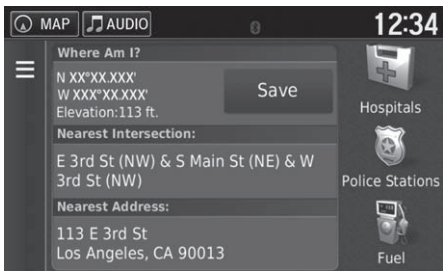 MAP
AUDIO
12:34
Where Am I?
N XX°XX.XXX'
W XXX°XX.XXX'
Elevation:113 ft.
Save
Nearest Intersection:
E 3rd St (NW) & S Main St (NE) & W
3rd St (NW)
Nearest Address:
113 E 3rd St
Los Angeles, CA 90013
Hospitals
Police Stations
Fuel